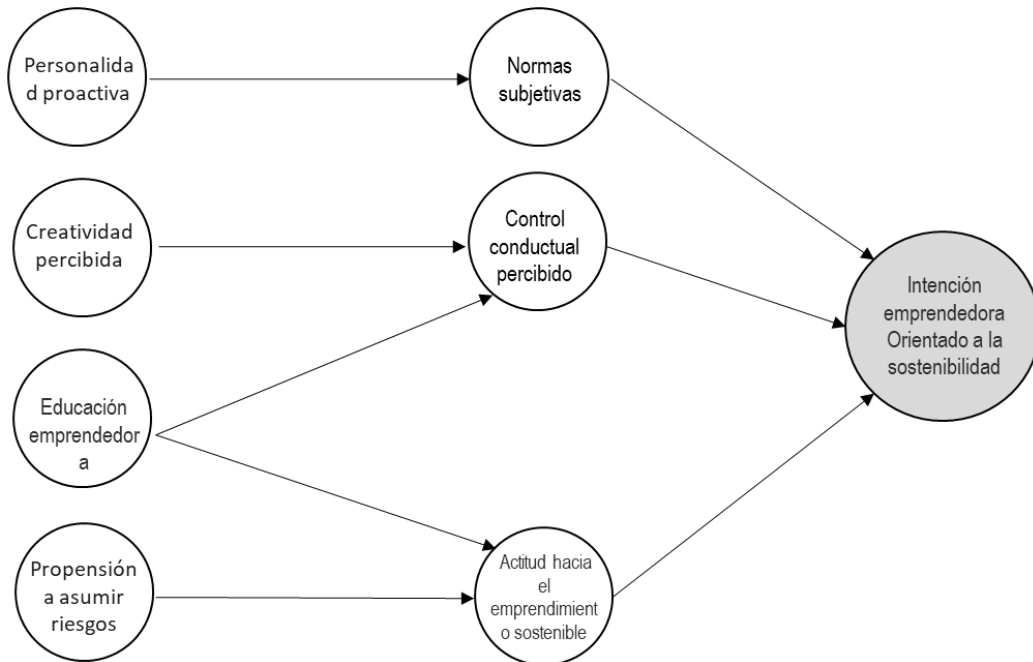 Personalida
d proactiva
Normas
subjetivas
Creatividad
percibida
Control
conductual
percibido
Intención
emprendedora
Orientado a la
sostenibilidad
Educación
emprendedor
a
Propensión
a asumir
riesgos
Actitud hacia
el
emprendimient
o sostenible